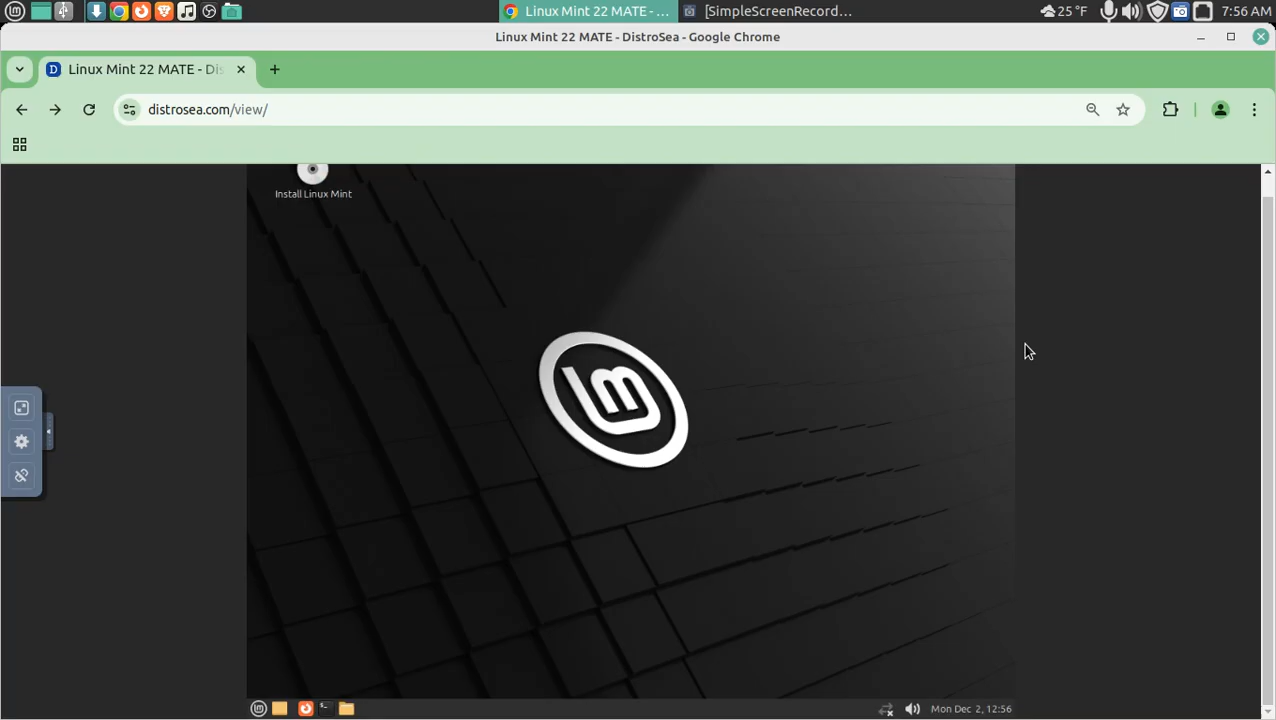 Linux Mint 22 MATE - ...
[SimpleScreenRecord...
25 °F
7:56 AM
Linux Mint 22 MATE - DistroSea - Google Chrome
Linux Mint 22 MATE - Dis
distrosea.com/view/
Install Linux Mint
Mon Dec 2, 12:56